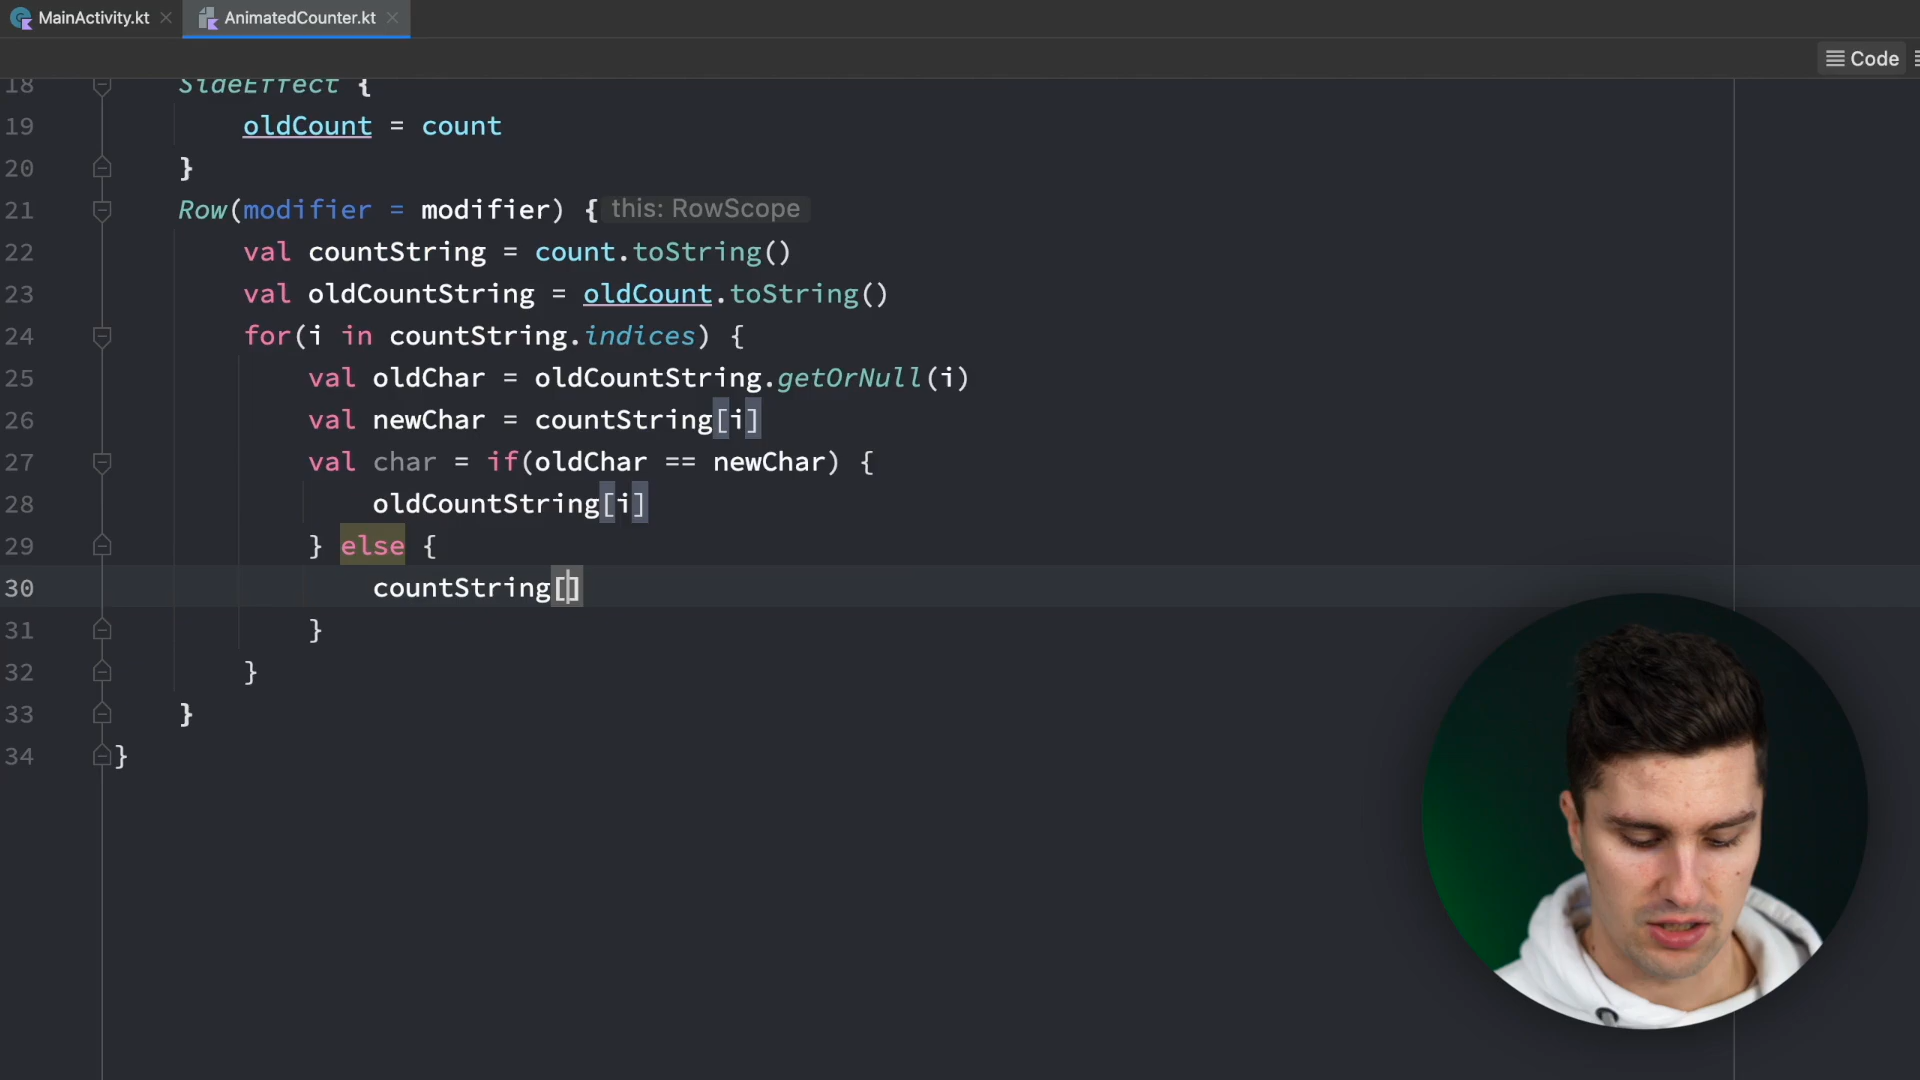 MainActivity.kt
AnimatedCounter.kt
Code
18 SideEffect {
19 oldCount = count
20 }
21 Row(modifier = modifier) { this: RowScope
22 val countString = count.toString()
23 val oldCountString = oldCount.toString()
24 for(i in countString.indices) {
25 val oldChar = oldCountString.getOrNull(i)
26 val newChar = countString[i]
27 val char = if(oldChar == newChar) {
28 oldCountString[i]
29 } else {
30 countString[]
31 }
32 }
33 }
34 }